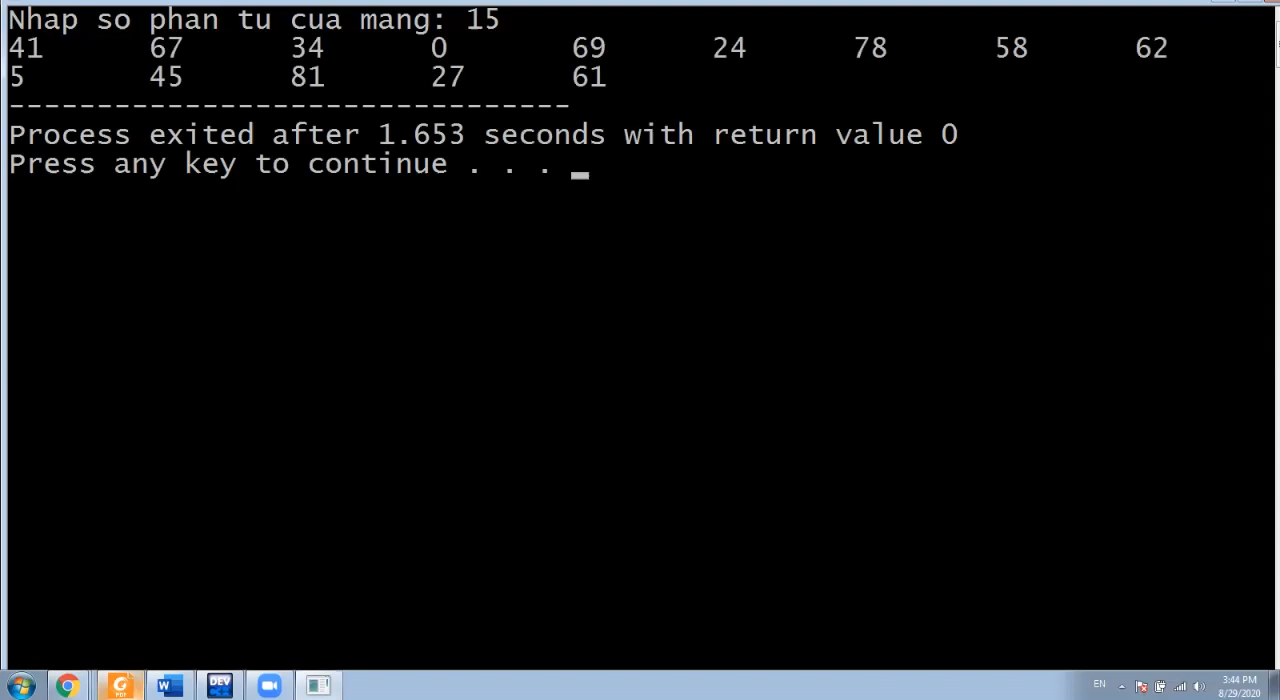 Nhap so phan tu cua mang: 15
41 67 34 0 69 24 78 58 62
5 45 81 27 61
--------------------------------
Process exited after 1.653 seconds with return value 0
Press any key to continue . . .
PDF
W
DEV
C++
EN
3:44 PM
8/29/2020